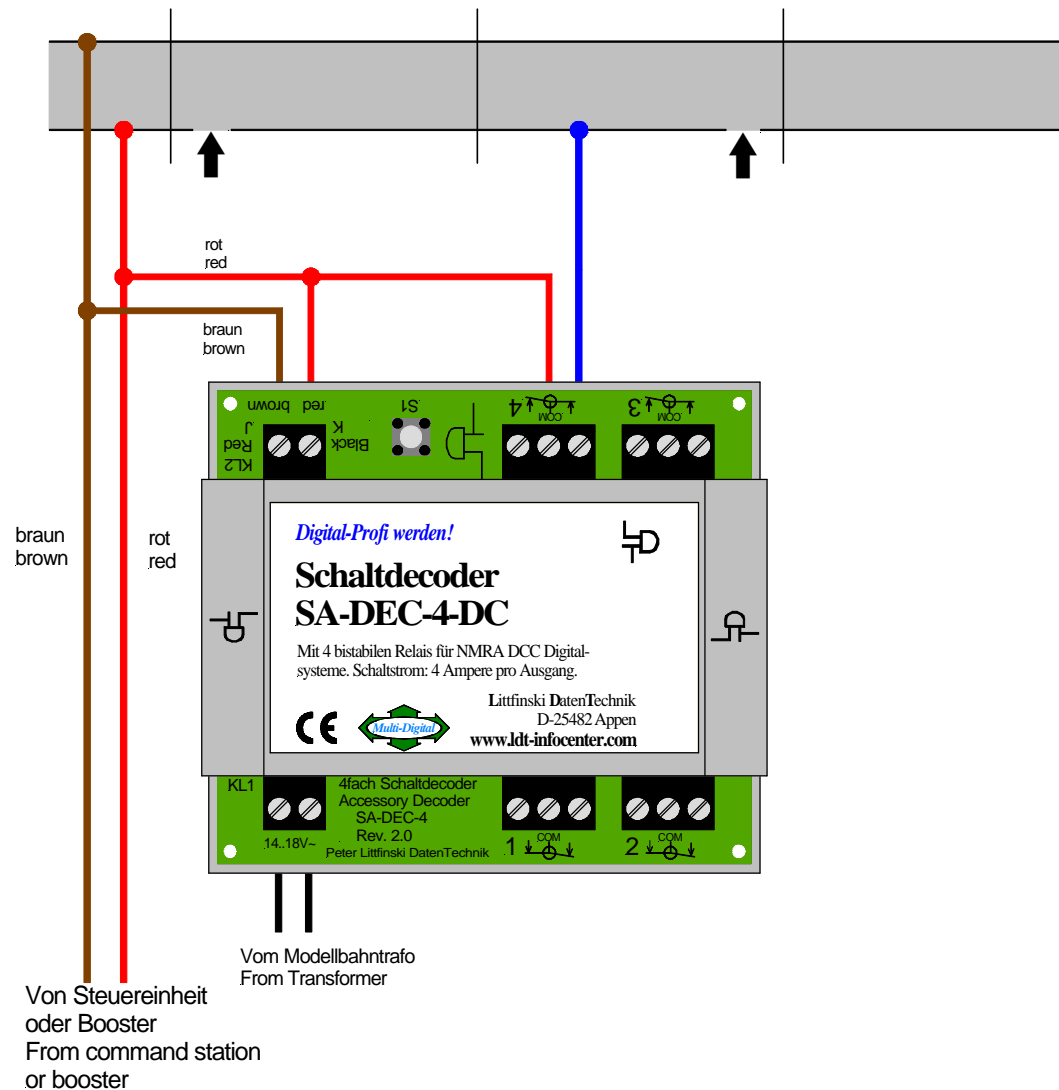 rot
red
braun
brown
brown red
J
Red
KL2
K
Black
S1
4 COM
3 COM
braun
brown
rot
red
Digital-Profi werden!
Schaltdecoder
SA-DEC-4-DC
Mit 4 bistabilen Relais für NMRA DCC Digital-
systeme. Schaltstrom: 4 Ampere pro Ausgang.
Littfinski DatenTechnik
D-25482 Appen
www.ldt-infocenter.com
CE
Multi-Digital
KL1
4fach Schaltdecoder
Accessory Decoder
SA-DEC-4
Rev. 2.0
Peter Littfinski DatenTechnik
14..18V~
1 COM
2 COM
Vom Modellbahntrafo
From Transformer
Von Steuereinheit
oder Booster
From command station
or booster